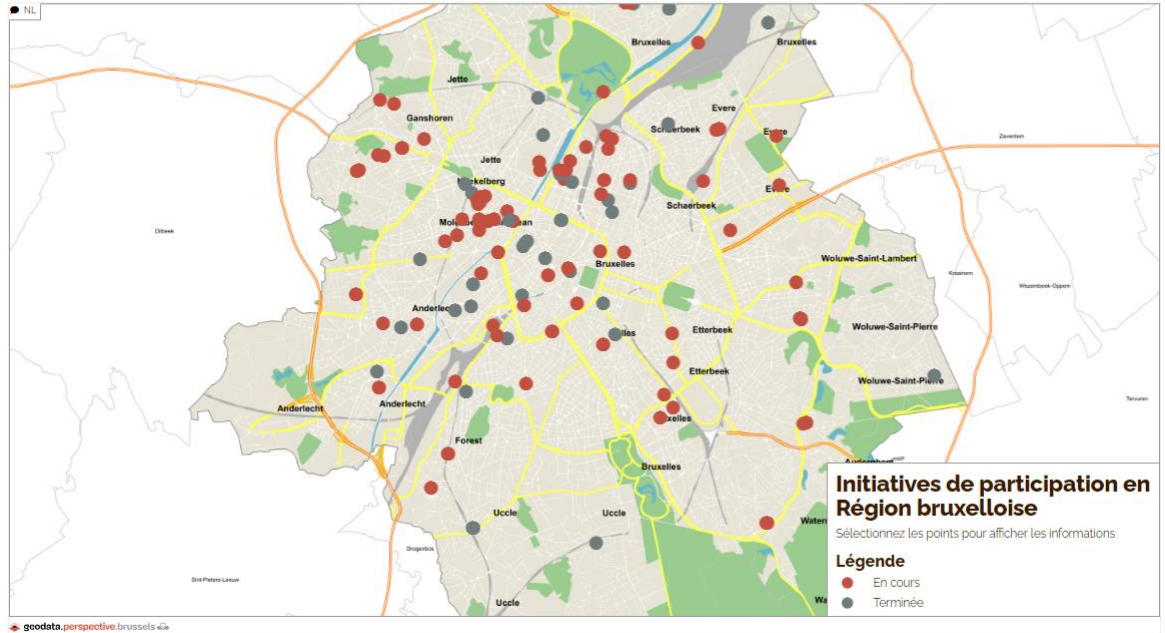 NL
Bruxelles
Bruxelles
Jette
Evere
Ganshoren
Schaerbeek
Evere
Zaventem
Jette
Koekelberg
Evere
Schaerbeek
Dilbeek
Woluwe-Saint-Lambert
Bruxelles
Kraainem
Wezembeek-Oppem
Anderlecht
Woluwe-Saint-Pierre
Etterbeek
Etterbeek
Woluwe-Saint-Pierre
Tervuren
Anderlecht
Anderlecht
Forest
Bruxelles
Uccle
Uccle
Drogenbos
Sint-Pieters-Leeuw
Uccle
Initiatives de participation en
Région bruxelloise
Sélectionnez les points pour afficher les informations
Légende
En cours
Terminée
geodata.perspective.brussels